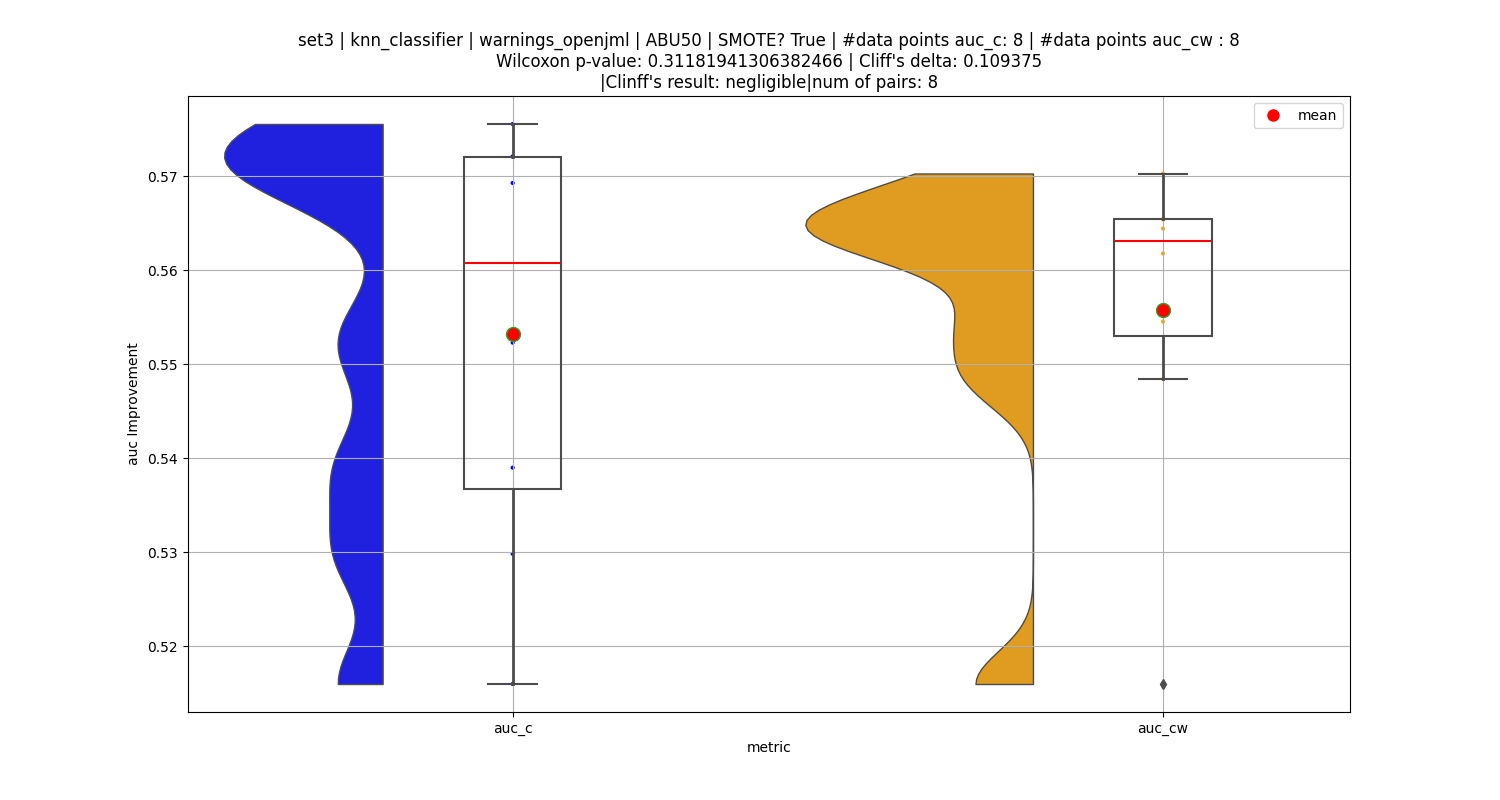 set3 | knn_classifier | warnings_openjml | ABU50 | SMOTE? True | #data points auc_c: 8 | #data points auc_cw : 8
Wilcoxon p-value: 0.31181941306382466 | Cliff's delta: 0.109375
|Clinff's result: negligible|num of pairs: 8
mean
0.57
0.56
0.55
0.54
0.53
0.52
auc Improvement
auc_c
auc_cw
metric